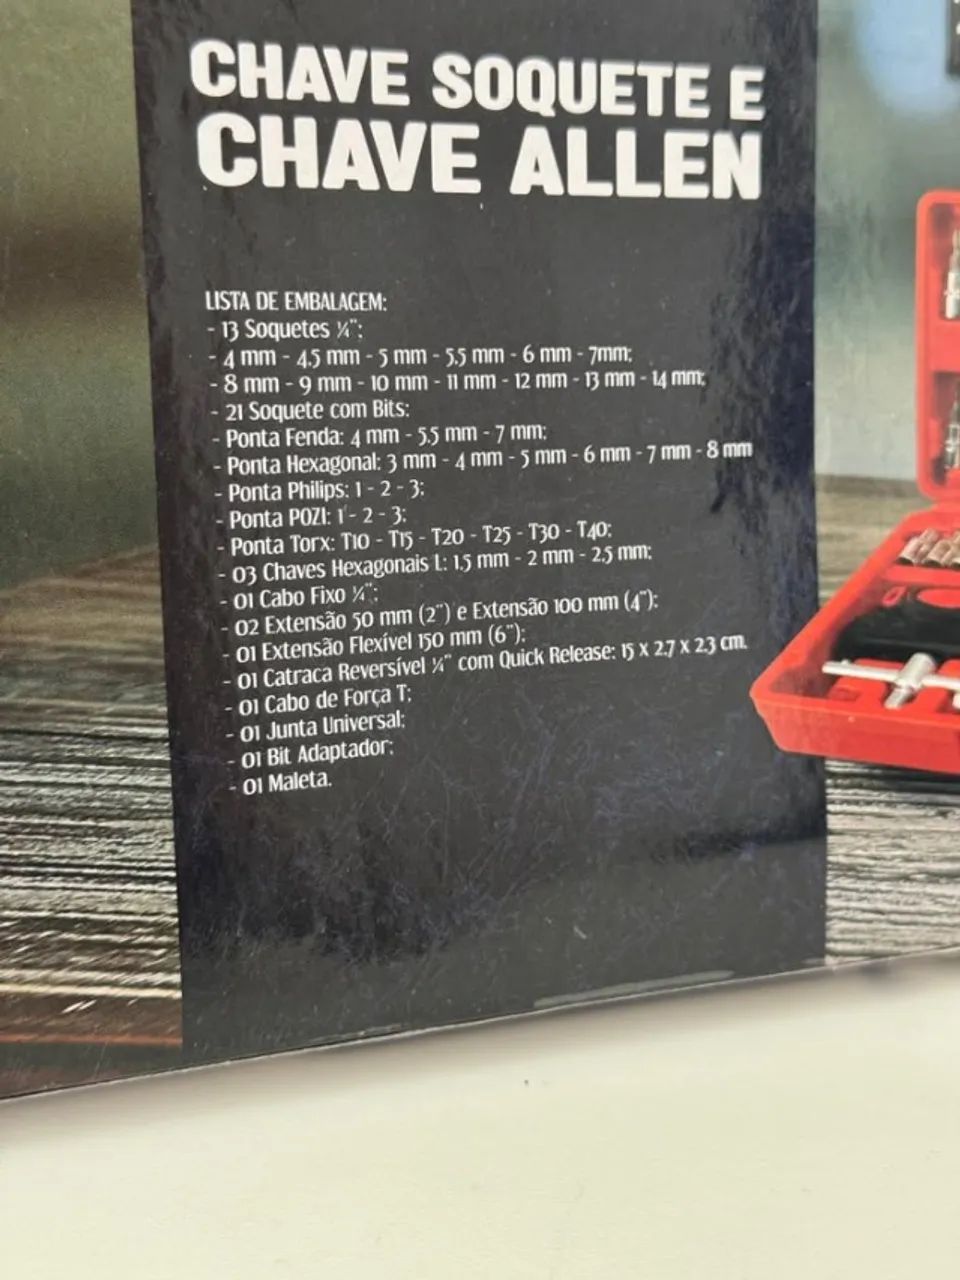 CHAVE SOQUETE E
CHAVE ALLEN
LISTA DE EMBALAGEM:
- 13 Soquetes ¼";
- 4 mm - 4,5 mm - 5 mm - 5,5 mm - 6 mm - 7mm;
- 8 mm - 9 mm - 10 mm - 11 mm - 12 mm - 13 mm - 14 mm;
- 21 Soquete com Bits:
- Ponta Fenda: 4 mm - 5,5 mm - 7 mm;
- Ponta Hexagonal: 3 mm - 4 mm - 5 mm - 6 mm - 7 mm - 8 mm
- Ponta Philips: 1 - 2 - 3;
- Ponta POZI: 1 - 2 - 3;
- Ponta Torx: T10 - T15 - T20 - T25 - T30 - T40;
- 03 Chaves Hexagonais L: 1,5 mm - 2 mm - 2,5 mm;
- 01 Cabo Fixo ¼";
- 02 Extensão 50 mm (2") e Extensão 100 mm (4");
- 01 Extensão Flexível 150 mm (6");
- 01 Catraca Reversível ¼" com Quick Release: 15 x 2,7 x 2,3 cm.
- 01 Cabo de Força T;
- 01 Junta Universal;
- 01 Bit Adaptador;
- 01 Maleta.